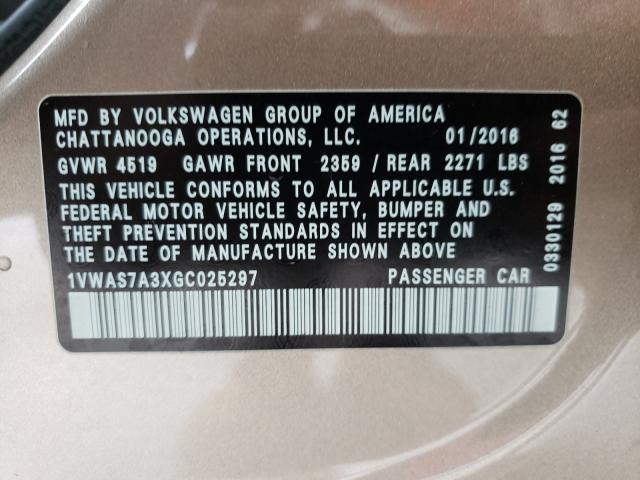 MFD BY VOLKSWAGEN GROUP OF AMERICA
CHATTANOOGA OPERATIONS, LLC. 01/2016
GVWR 4519 GAWR FRONT 2359 / REAR 2271 LBS
THIS VEHICLE CONFORMS TO ALL APPLICABLE U.S.
FEDERAL MOTOR VEHICLE SAFETY, BUMPER AND
THEFT PREVENTION STANDARDS IN EFFECT ON
THE DATE OF MANUFACTURE SHOWN ABOVE
1VWAS7A3XGC025297 PASSENGER CAR
0330129 2016 62